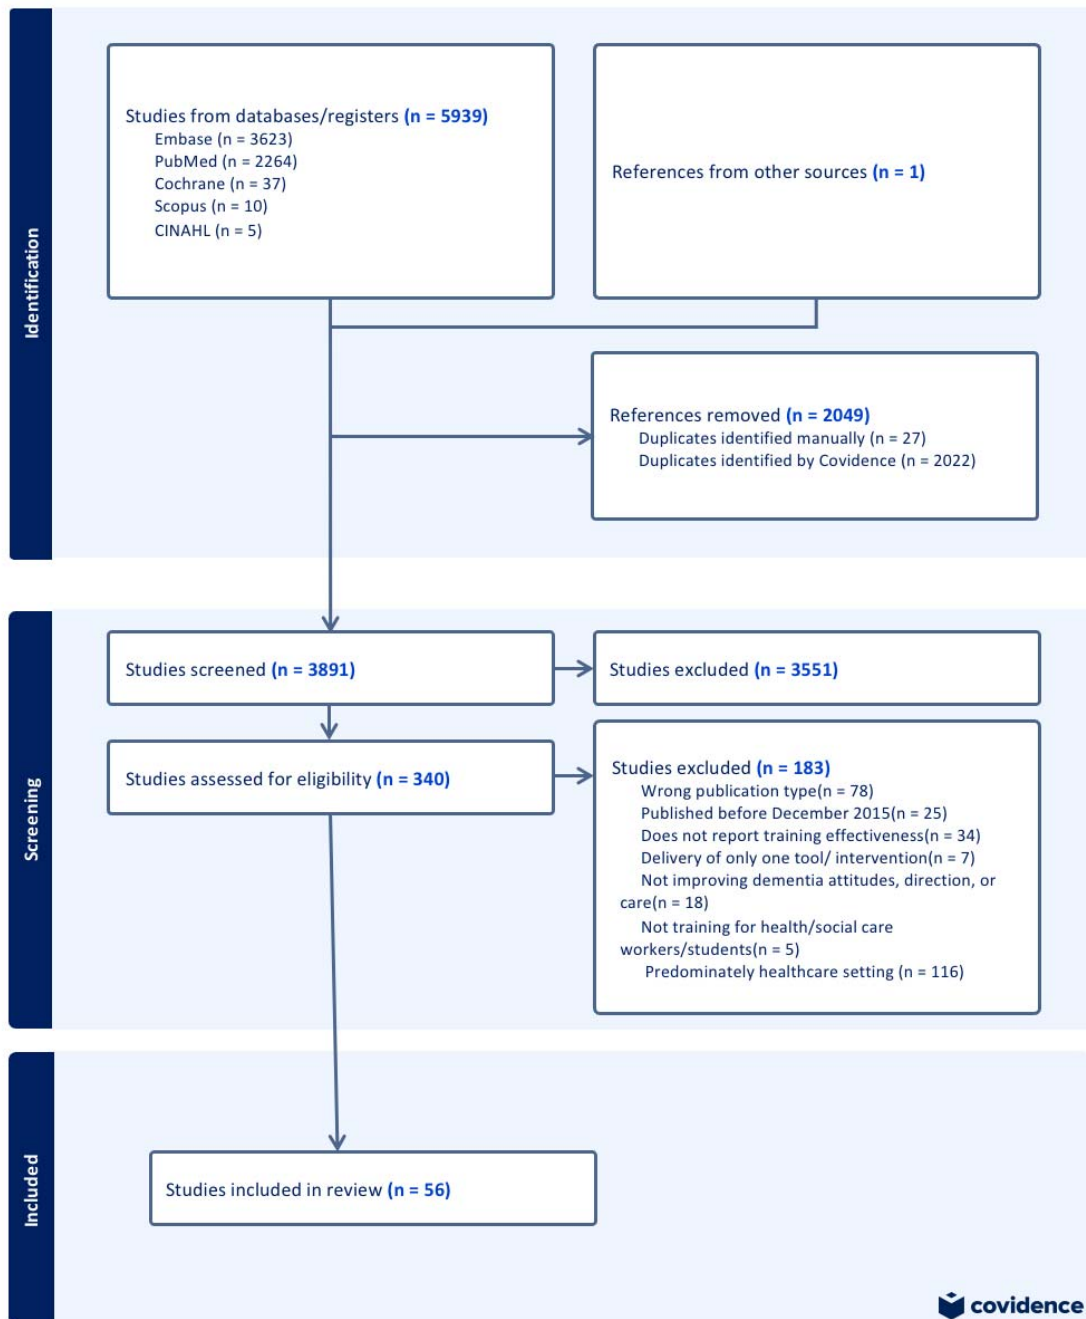 Identification
Studies from databases/registers (n = 5939)
Embase (n = 3623)
PubMed (n = 2264)
Cochrane (n = 37)
Scopus (n = 10)
CINAHL (n = 5)
References from other sources (n = 1)
References removed (n = 2049)
Duplicates identified manually (n = 27)
Duplicates identified by Covidence (n = 2022)
Screening
Studies screened (n = 3891)
Studies excluded (n = 3551)
Studies assessed for eligibility (n = 340)
Studies excluded (n = 183)
Wrong publication type(n = 78)
Published before December 2015(n = 25)
Does not report training effectiveness(n = 34)
Delivery of only one tool/ intervention(n = 7)
Not improving dementia attitudes, direction, or
care(n = 18)
Not training for health/social care
workers/students(n = 5)
Predominately healthcare setting (n = 116)
Included
Studies included in review (n = 56)
covidence